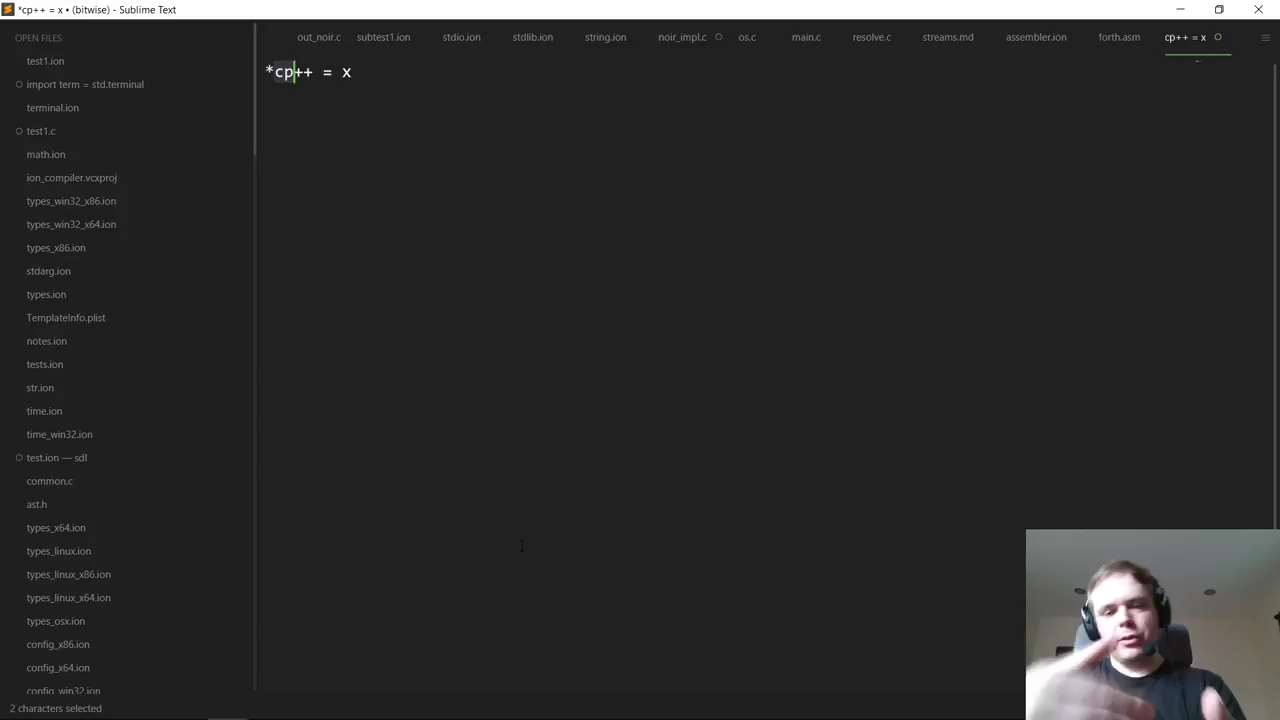 *cp++ = x • (bitwise) - Sublime Text
OPEN FILES
out_noir.c
subtest1.ion
stdio.ion
stdlib.ion
string.ion
noir_impl.c
os.c
main.c
resolve.c
streams.md
assembler.ion
forth.asm
cp++ = x
test1.ion
import term = std.terminal
terminal.ion
test1.c
math.ion
ion_compiler.vcxproj
types_win32_x86.ion
types_win32_x64.ion
types_x86.ion
stdarg.ion
types.ion
TemplateInfo.plist
notes.ion
tests.ion
str.ion
time.ion
time_win32.ion
test.ion — sdl
common.c
ast.h
types_x64.ion
types_linux.ion
types_linux_x86.ion
types_linux_x64.ion
types_osx.ion
config_x86.ion
config_x64.ion
config_win32.ion
*cp++ = x
2 characters selected